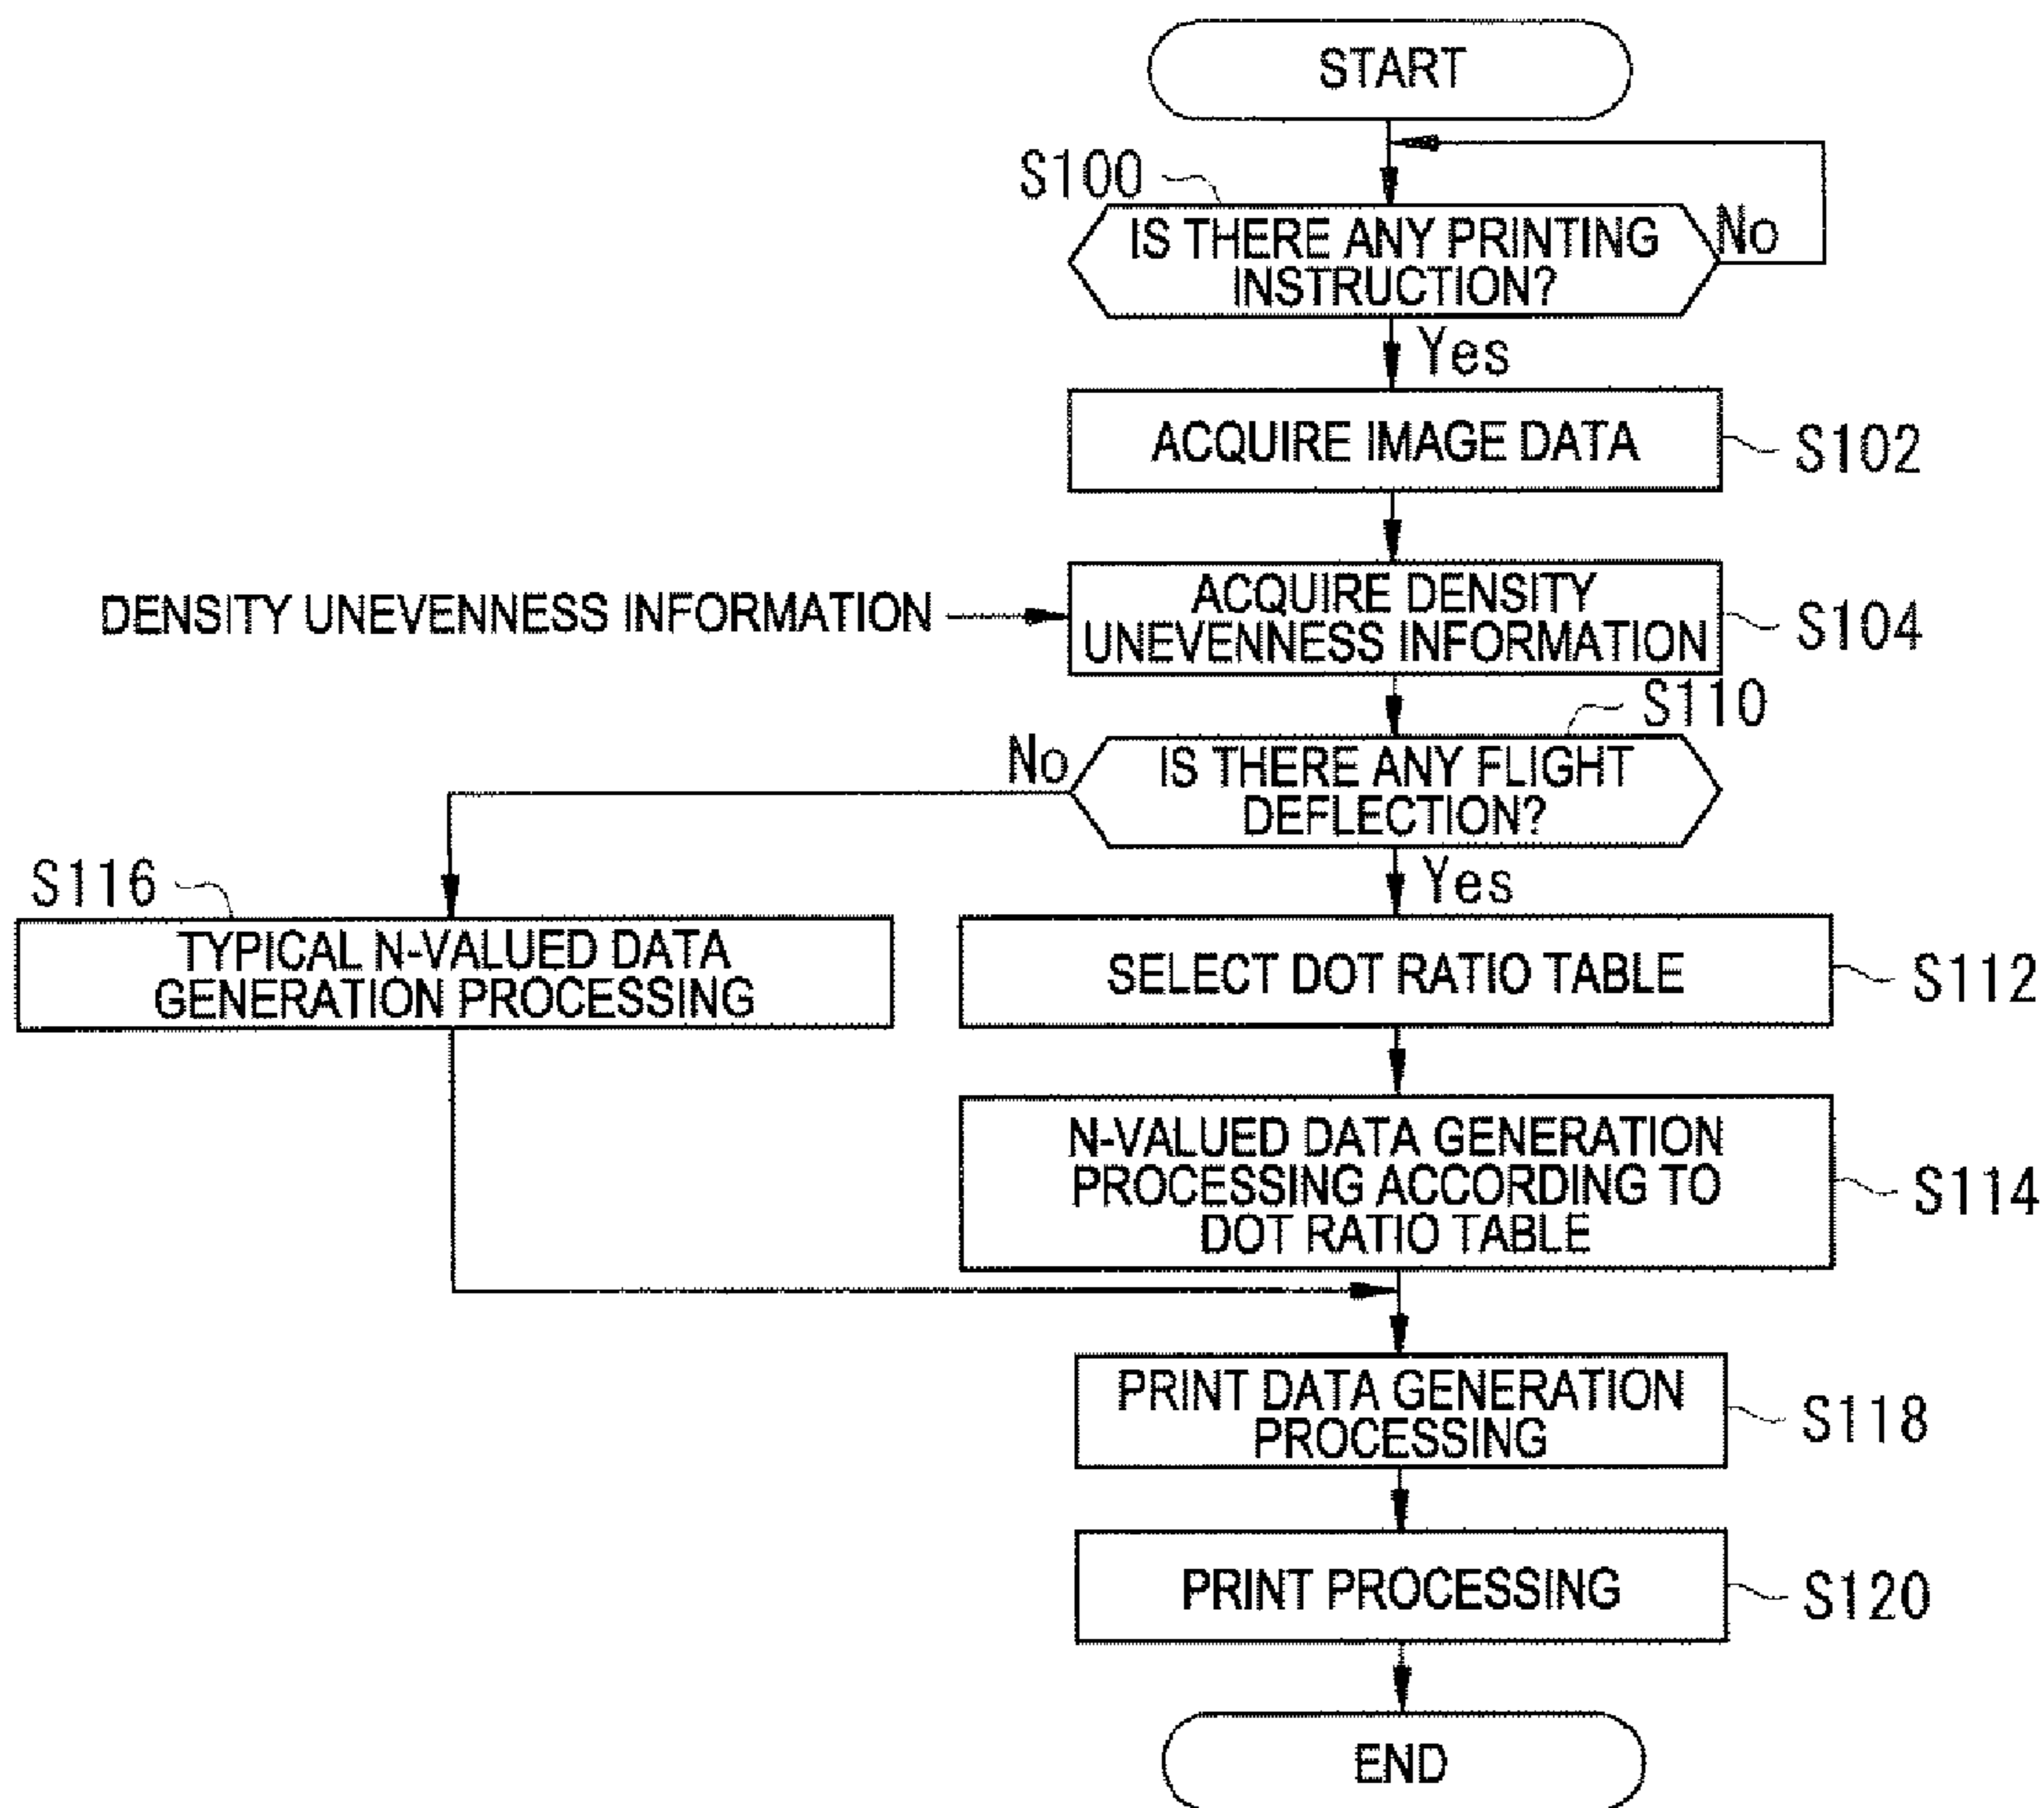 START
S100
IS THERE ANY PRINTING
INSTRUCTION?
No
Yes
ACQUIRE IMAGE DATA
S102
DENSITY UNEVENNESS INFORMATION
ACQUIRE DENSITY
UNEVENNESS INFORMATION
S104
S110
No
IS THERE ANY FLIGHT
DEFLECTION?
Yes
S116
TYPICAL N-VALUED DATA
GENERATION PROCESSING
SELECT DOT RATIO TABLE
S112
N-VALUED DATA GENERATION
PROCESSING ACCORDING TO
DOT RATIO TABLE
S114
PRINT DATA GENERATION
PROCESSING
S118
PRINT PROCESSING
S120
END